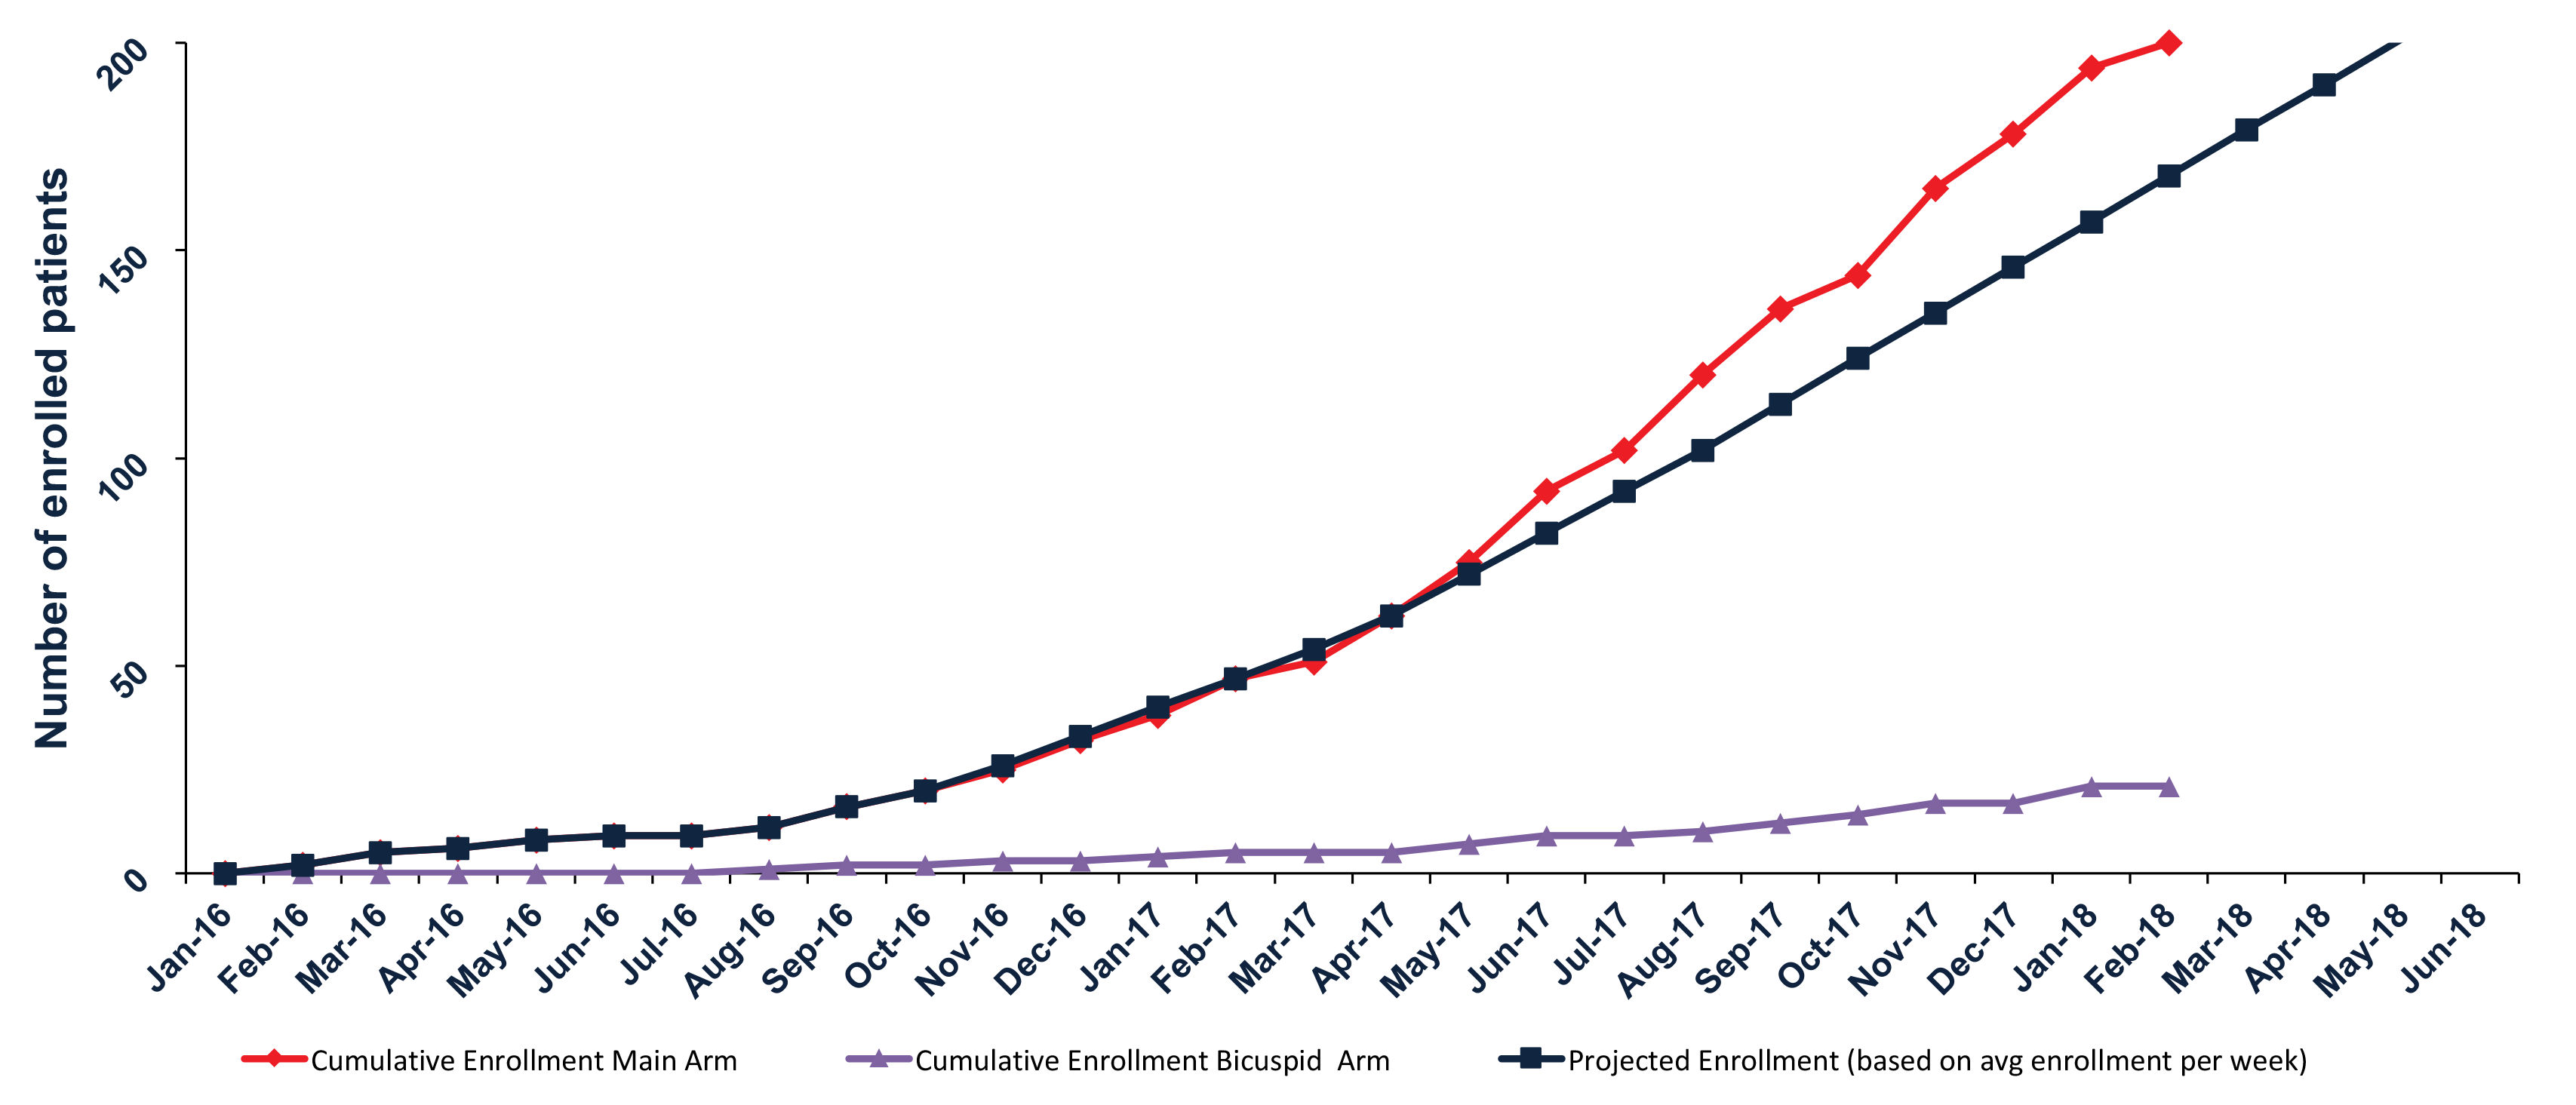 Number of enrolled patients
200
150
100
50
0
Jan-16
Feb-16
Mar-16
Apr-16
May-16
Jun-16
Jul-16
Aug-16
Sep-16
Oct-16
Nov-16
Dec-16
Jan-17
Feb-17
Mar-17
Apr-17
May-17
Jun-17
Jul-17
Aug-17
Sep-17
Oct-17
Nov-17
Dec-17
Jan-18
Feb-18
Mar-18
Apr-18
May-18
Jun-18
Cumulative Enrollment Main Arm
Cumulative Enrollment Bicuspid  Arm
Projected Enrollment (based on avg enrollment per week)